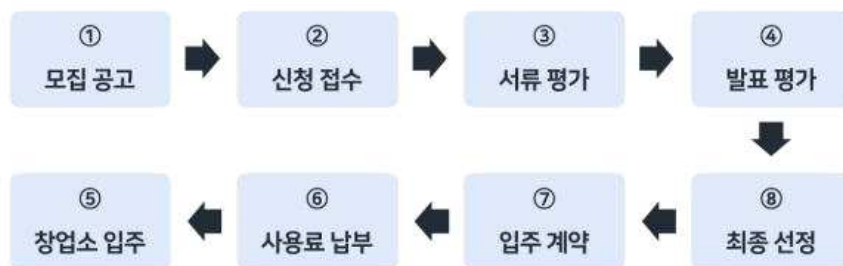 ①
모집 공고
②
신청 접수
③
서류 평가
④
발표 평가
⑤
창업소 입주
⑥
사용료 납부
⑦
입주 계약
⑧
최종 선정